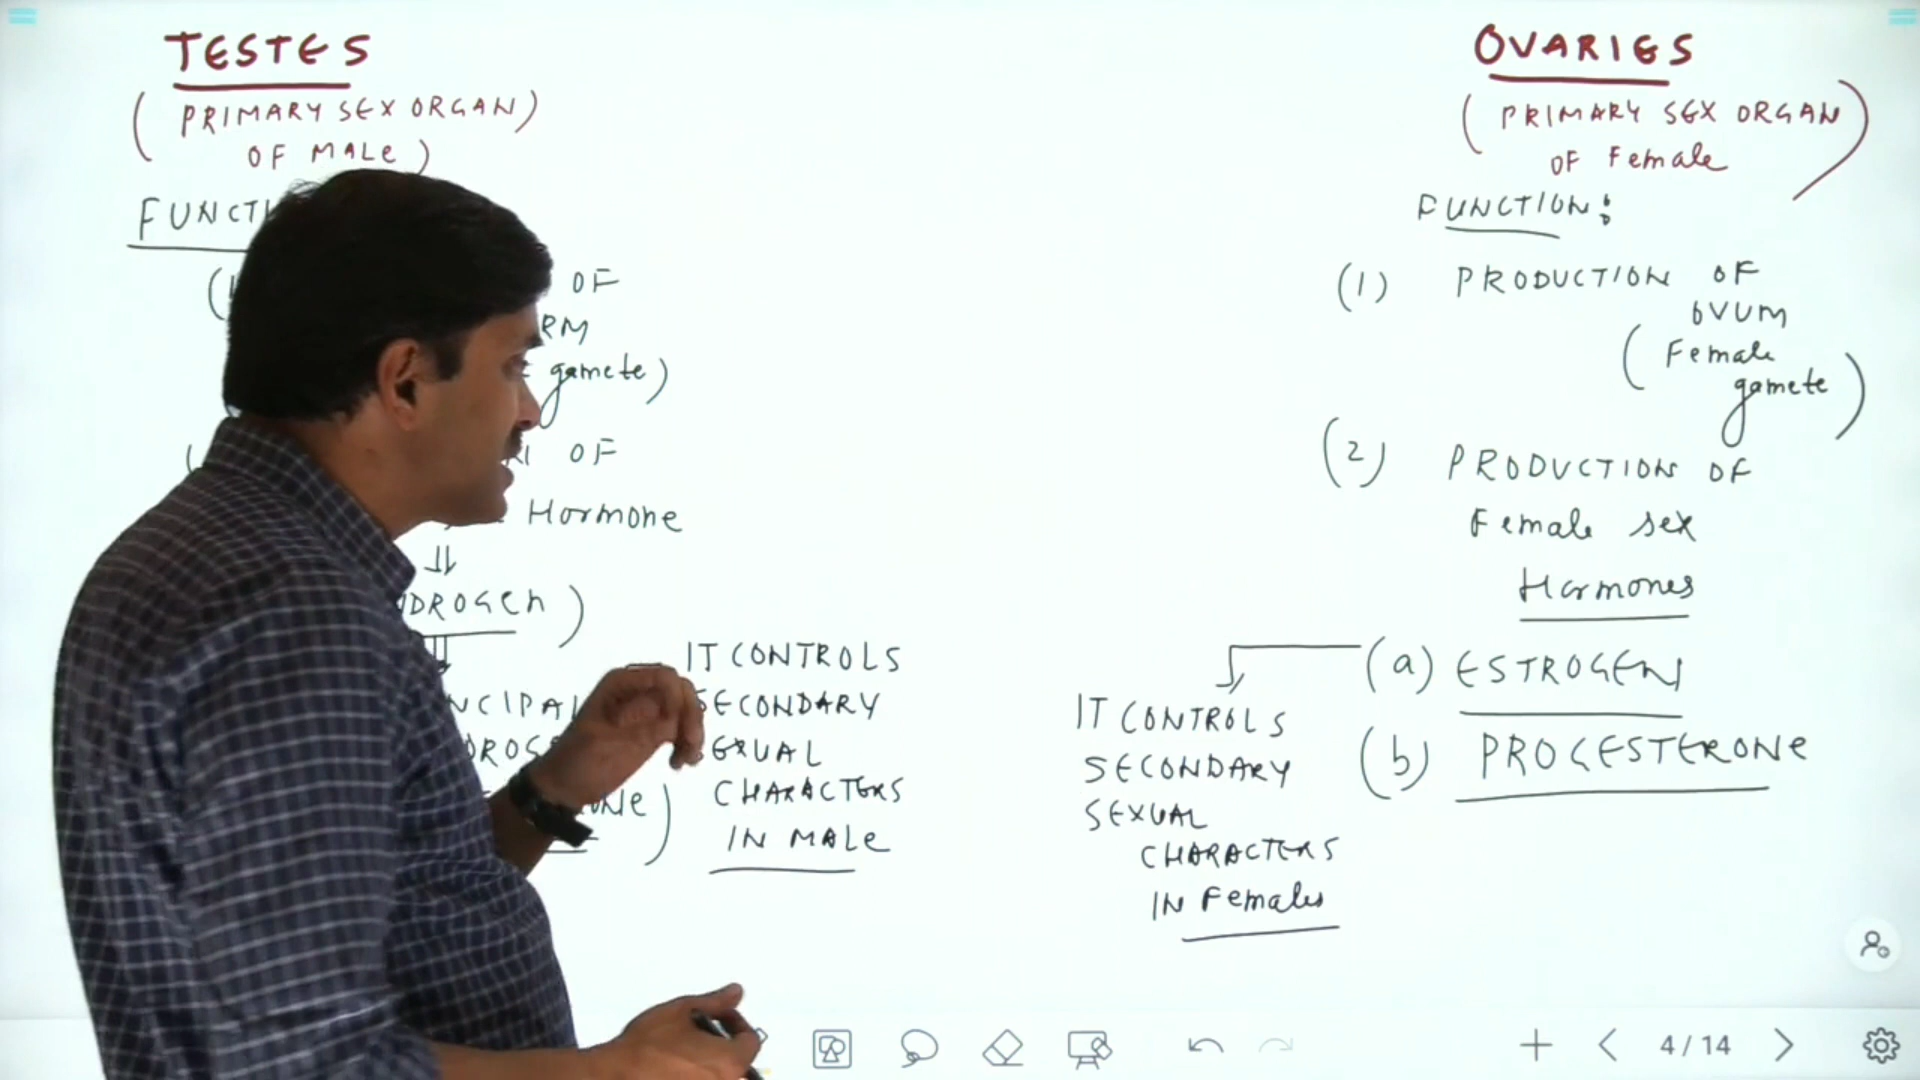 TESTES
(PRIMARY SEX ORGAN)
OF MALE)
(1
OF
gamete)
OF
Hormone
IT CONTROLS
SECONDARY
SEXUAL
CHARACTERS
IN MALE
OVARIES
(PRIMARY SEX ORGAN
OF Female)
FUNCTION:
(1) PRODUCTION OF
OVUM
(Female
gamete)
(2) PRODUCTION OF
Female sex
Hormones
(a) ESTROGEN
(b) PROGESTERONE
IT CONTROLS
SECONDARY
SEXUAL
CHARACTERS
IN Females
4/14